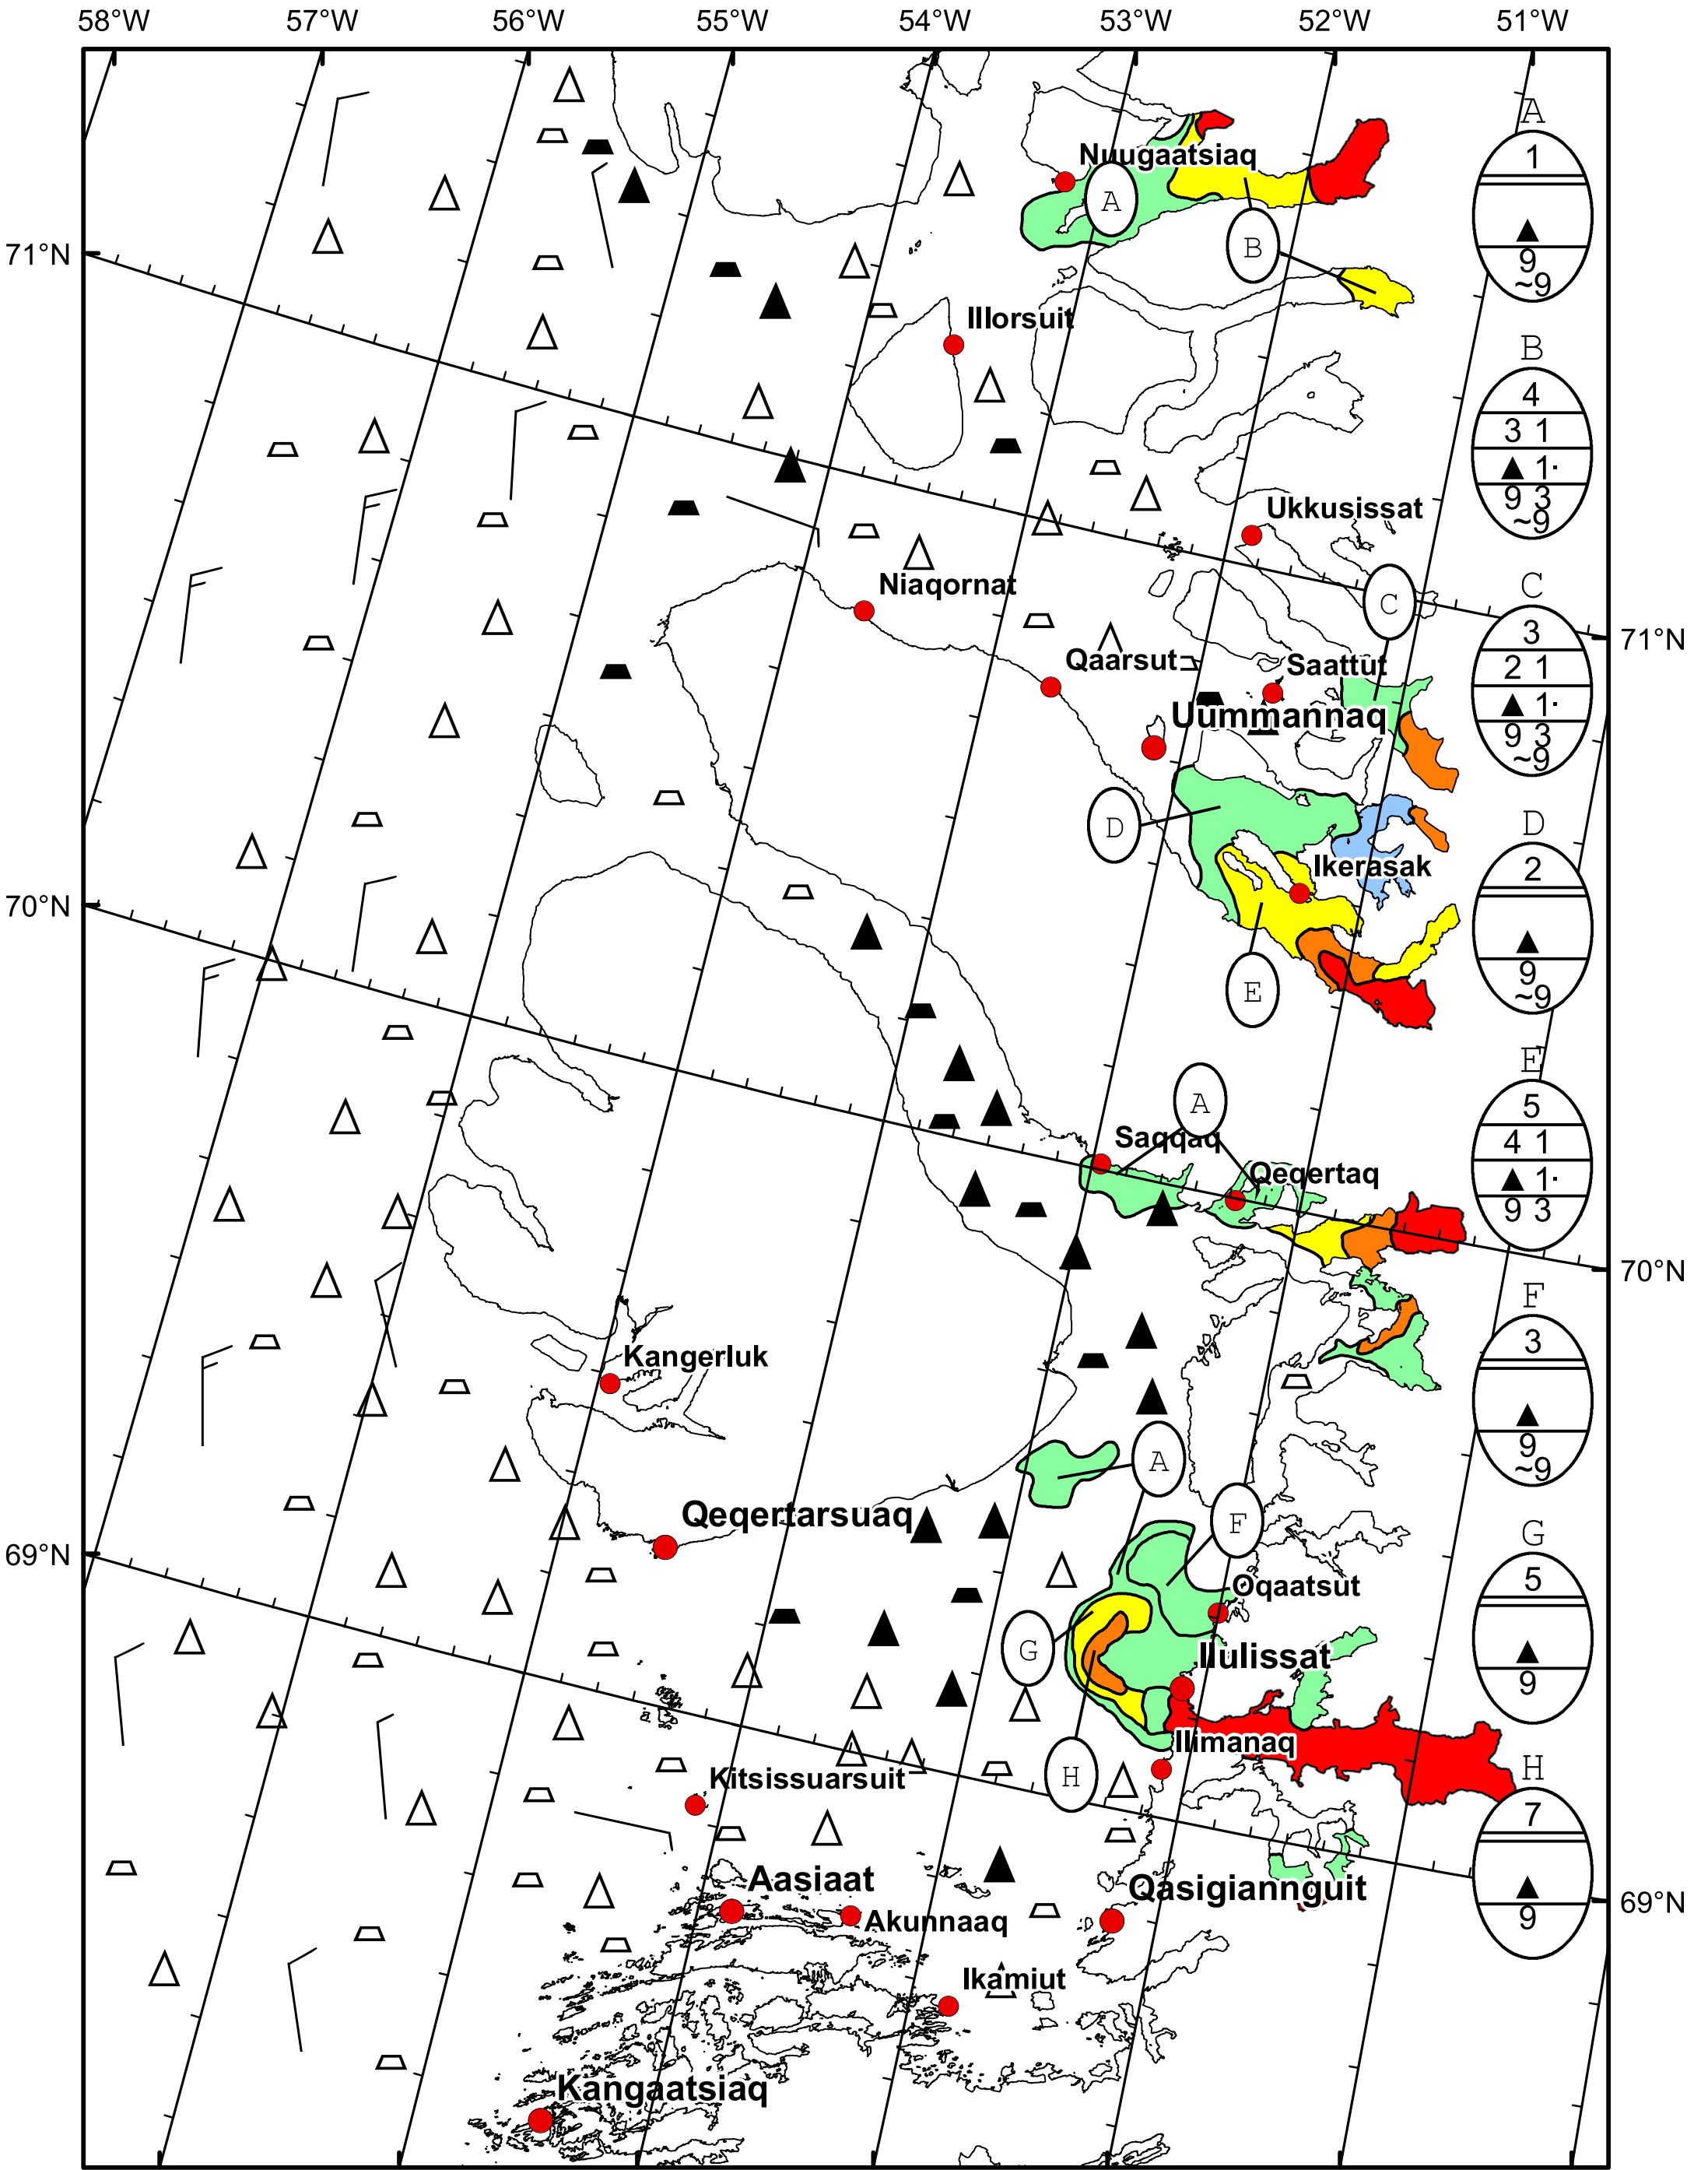 58°W 57°W 56°W 55°W 54°W 53°W 52°W 51°W
A
1
9
~9
Nuugaatsiaq
A
B
71°N
Illorsuit
B
4
3 1
1·
9 3
~9
Ukkusissat
Niaqornat
C
C
3
2 1
1·
9 3
~9
71°N
Qaarsut
Saattut
Uummannaq
D
D
2
9
~9
Ikerasak
70°N
E
E
5
4 1
1·
9 3
A
Saqqaq
Qeqertaq
70°N
F
3
9
~9
Kangerluk
A
Qeqertarsuaq
F
69°N
G
5
9
Oqaatsut
G
Ilulissat
Ilimanaq
H
H
7
9
Kitsissuarsuit
Aasiaat
Qasigiannguit
69°N
Akunnaaq
Ikamiut
Kangaatsiaq